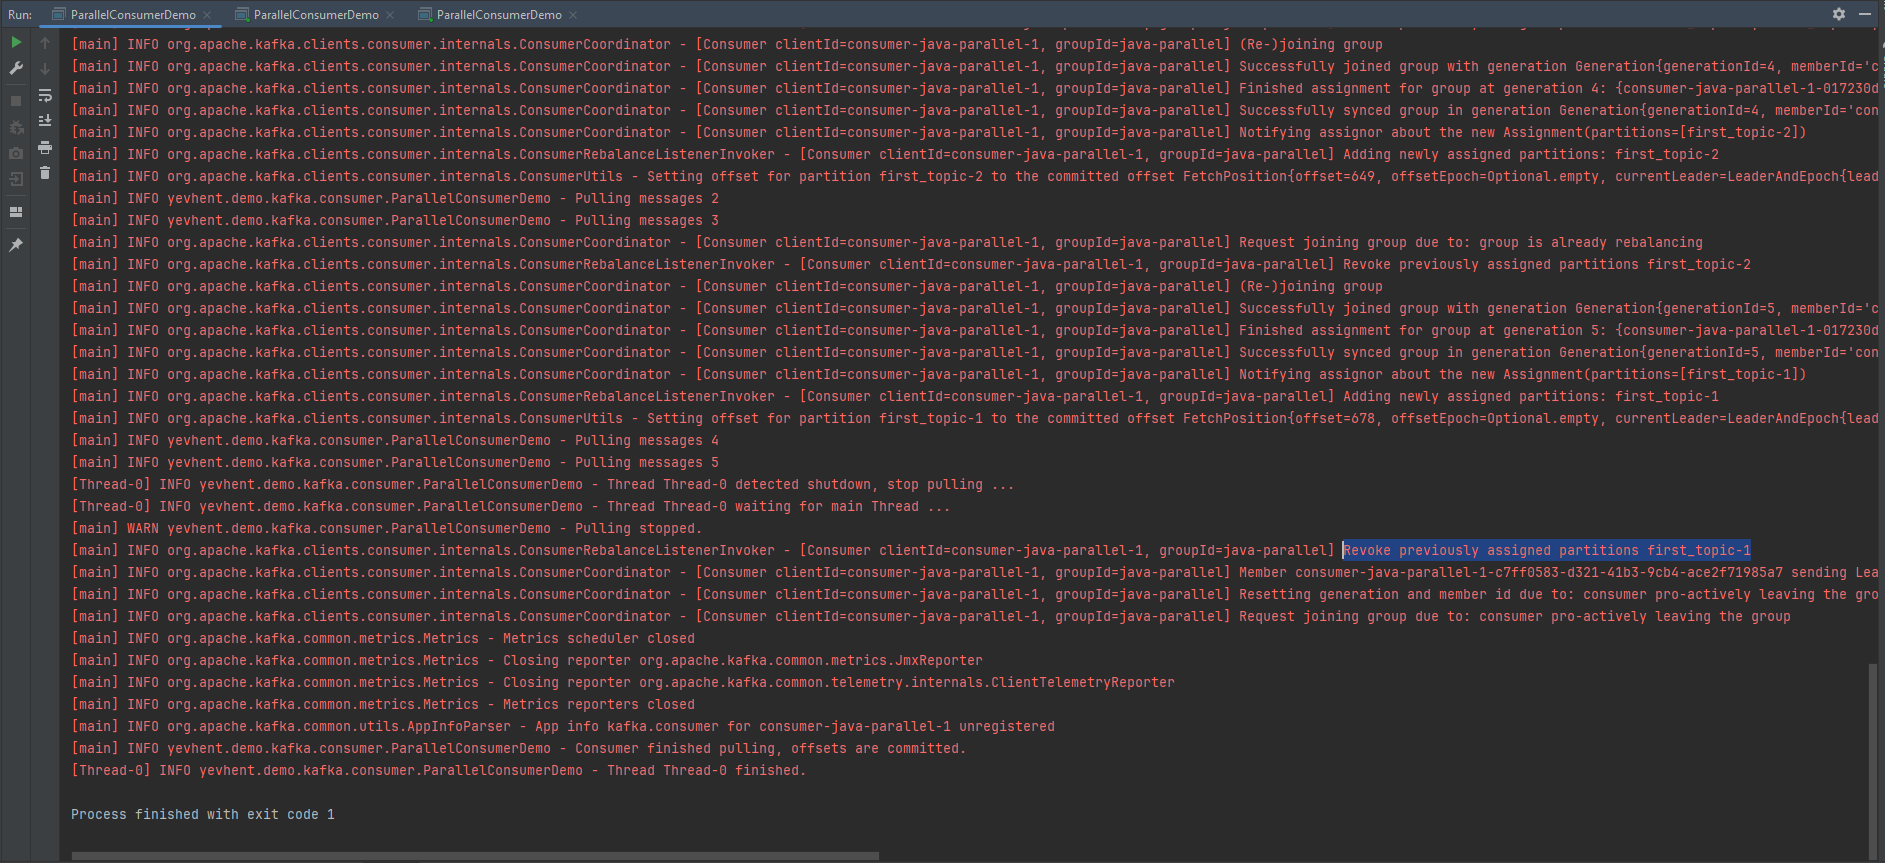 Run: ParallelConsumerDemo ParallelConsumerDemo ParallelConsumerDemo
[main] INFO org.apache.kafka.clients.consumer.internals.ConsumerCoordinator - [Consumer clientId=consumer-java-parallel-1, groupId=java-parallel] (Re-)joining group
[main] INFO org.apache.kafka.clients.consumer.internals.ConsumerCoordinator - [Consumer clientId=consumer-java-parallel-1, groupId=java-parallel] Successfully joined group with generation Generation{generationId=4, memberId='c
[main] INFO org.apache.kafka.clients.consumer.internals.ConsumerCoordinator - [Consumer clientId=consumer-java-parallel-1, groupId=java-parallel] Finished assignment for group at generation 4: {consumer-java-parallel-1-017230d
[main] INFO org.apache.kafka.clients.consumer.internals.ConsumerCoordinator - [Consumer clientId=consumer-java-parallel-1, groupId=java-parallel] Successfully synced group in generation Generation{generationId=4, memberId='con
[main] INFO org.apache.kafka.clients.consumer.internals.ConsumerCoordinator - [Consumer clientId=consumer-java-parallel-1, groupId=java-parallel] Notifying assignor about the new Assignment(partitions=[first_topic-2])
[main] INFO org.apache.kafka.clients.consumer.internals.ConsumerRebalanceListenerInvoker - [Consumer clientId=consumer-java-parallel-1, groupId=java-parallel] Adding newly assigned partitions: first_topic-2
[main] INFO org.apache.kafka.clients.consumer.internals.ConsumerUtils - Setting offset for partition first_topic-2 to the committed offset FetchPosition{offset=649, offsetEpoch=Optional.empty, currentLeader=LeaderAndEpoch{lead
[main] INFO yevhent.demo.kafka.consumer.ParallelConsumerDemo - Pulling messages 2
[main] INFO yevhent.demo.kafka.consumer.ParallelConsumerDemo - Pulling messages 3
[main] INFO org.apache.kafka.clients.consumer.internals.ConsumerCoordinator - [Consumer clientId=consumer-java-parallel-1, groupId=java-parallel] Request joining group due to: group is already rebalancing
[main] INFO org.apache.kafka.clients.consumer.internals.ConsumerRebalanceListenerInvoker - [Consumer clientId=consumer-java-parallel-1, groupId=java-parallel] Revoke previously assigned partitions first_topic-2
[main] INFO org.apache.kafka.clients.consumer.internals.ConsumerCoordinator - [Consumer clientId=consumer-java-parallel-1, groupId=java-parallel] (Re-)joining group
[main] INFO org.apache.kafka.clients.consumer.internals.ConsumerCoordinator - [Consumer clientId=consumer-java-parallel-1, groupId=java-parallel] Successfully joined group with generation Generation{generationId=5, memberId='c
[main] INFO org.apache.kafka.clients.consumer.internals.ConsumerCoordinator - [Consumer clientId=consumer-java-parallel-1, groupId=java-parallel] Finished assignment for group at generation 5: {consumer-java-parallel-1-017230d
[main] INFO org.apache.kafka.clients.consumer.internals.ConsumerCoordinator - [Consumer clientId=consumer-java-parallel-1, groupId=java-parallel] Successfully synced group in generation Generation{generationId=5, memberId='con
[main] INFO org.apache.kafka.clients.consumer.internals.ConsumerCoordinator - [Consumer clientId=consumer-java-parallel-1, groupId=java-parallel] Notifying assignor about the new Assignment(partitions=[first_topic-1])
[main] INFO org.apache.kafka.clients.consumer.internals.ConsumerRebalanceListenerInvoker - [Consumer clientId=consumer-java-parallel-1, groupId=java-parallel] Adding newly assigned partitions: first_topic-1
[main] INFO org.apache.kafka.clients.consumer.internals.ConsumerUtils - Setting offset for partition first_topic-1 to the committed offset FetchPosition{offset=678, offsetEpoch=Optional.empty, currentLeader=LeaderAndEpoch{lead
[main] INFO yevhent.demo.kafka.consumer.ParallelConsumerDemo - Pulling messages 4
[main] INFO yevhent.demo.kafka.consumer.ParallelConsumerDemo - Pulling messages 5
[Thread-0] INFO yevhent.demo.kafka.consumer.ParallelConsumerDemo - Thread Thread-0 detected shutdown, stop pulling ...
[Thread-0] INFO yevhent.demo.kafka.consumer.ParallelConsumerDemo - Thread Thread-0 waiting for main Thread ...
[main] WARN yevhent.demo.kafka.consumer.ParallelConsumerDemo - Pulling stopped.
[main] INFO org.apache.kafka.clients.consumer.internals.ConsumerRebalanceListenerInvoker - [Consumer clientId=consumer-java-parallel-1, groupId=java-parallel] Revoke previously assigned partitions first_topic-1
[main] INFO org.apache.kafka.clients.consumer.internals.ConsumerCoordinator - [Consumer clientId=consumer-java-parallel-1, groupId=java-parallel] Member consumer-java-parallel-1-c7ff0583-d321-41b3-9cb4-ace2f71985a7 sending Lea
[main] INFO org.apache.kafka.clients.consumer.internals.ConsumerCoordinator - [Consumer clientId=consumer-java-parallel-1, groupId=java-parallel] Resetting generation and member id due to: consumer pro-actively leaving the gro
[main] INFO org.apache.kafka.clients.consumer.internals.ConsumerCoordinator - [Consumer clientId=consumer-java-parallel-1, groupId=java-parallel] Request joining group due to: consumer pro-actively leaving the group
[main] INFO org.apache.kafka.common.metrics.Metrics - Metrics scheduler closed
[main] INFO org.apache.kafka.common.metrics.Metrics - Closing reporter org.apache.kafka.common.metrics.JmxReporter
[main] INFO org.apache.kafka.common.metrics.Metrics - Closing reporter org.apache.kafka.common.telemetry.internals.ClientTelemetryReporter
[main] INFO org.apache.kafka.common.metrics.Metrics - Metrics reporters closed
[main] INFO org.apache.kafka.common.utils.AppInfoParser - App info kafka.consumer for consumer-java-parallel-1 unregistered
[main] INFO yevhent.demo.kafka.consumer.ParallelConsumerDemo - Consumer finished pulling, offsets are committed.
[Thread-0] INFO yevhent.demo.kafka.consumer.ParallelConsumerDemo - Thread Thread-0 finished.
Process finished with exit code 1